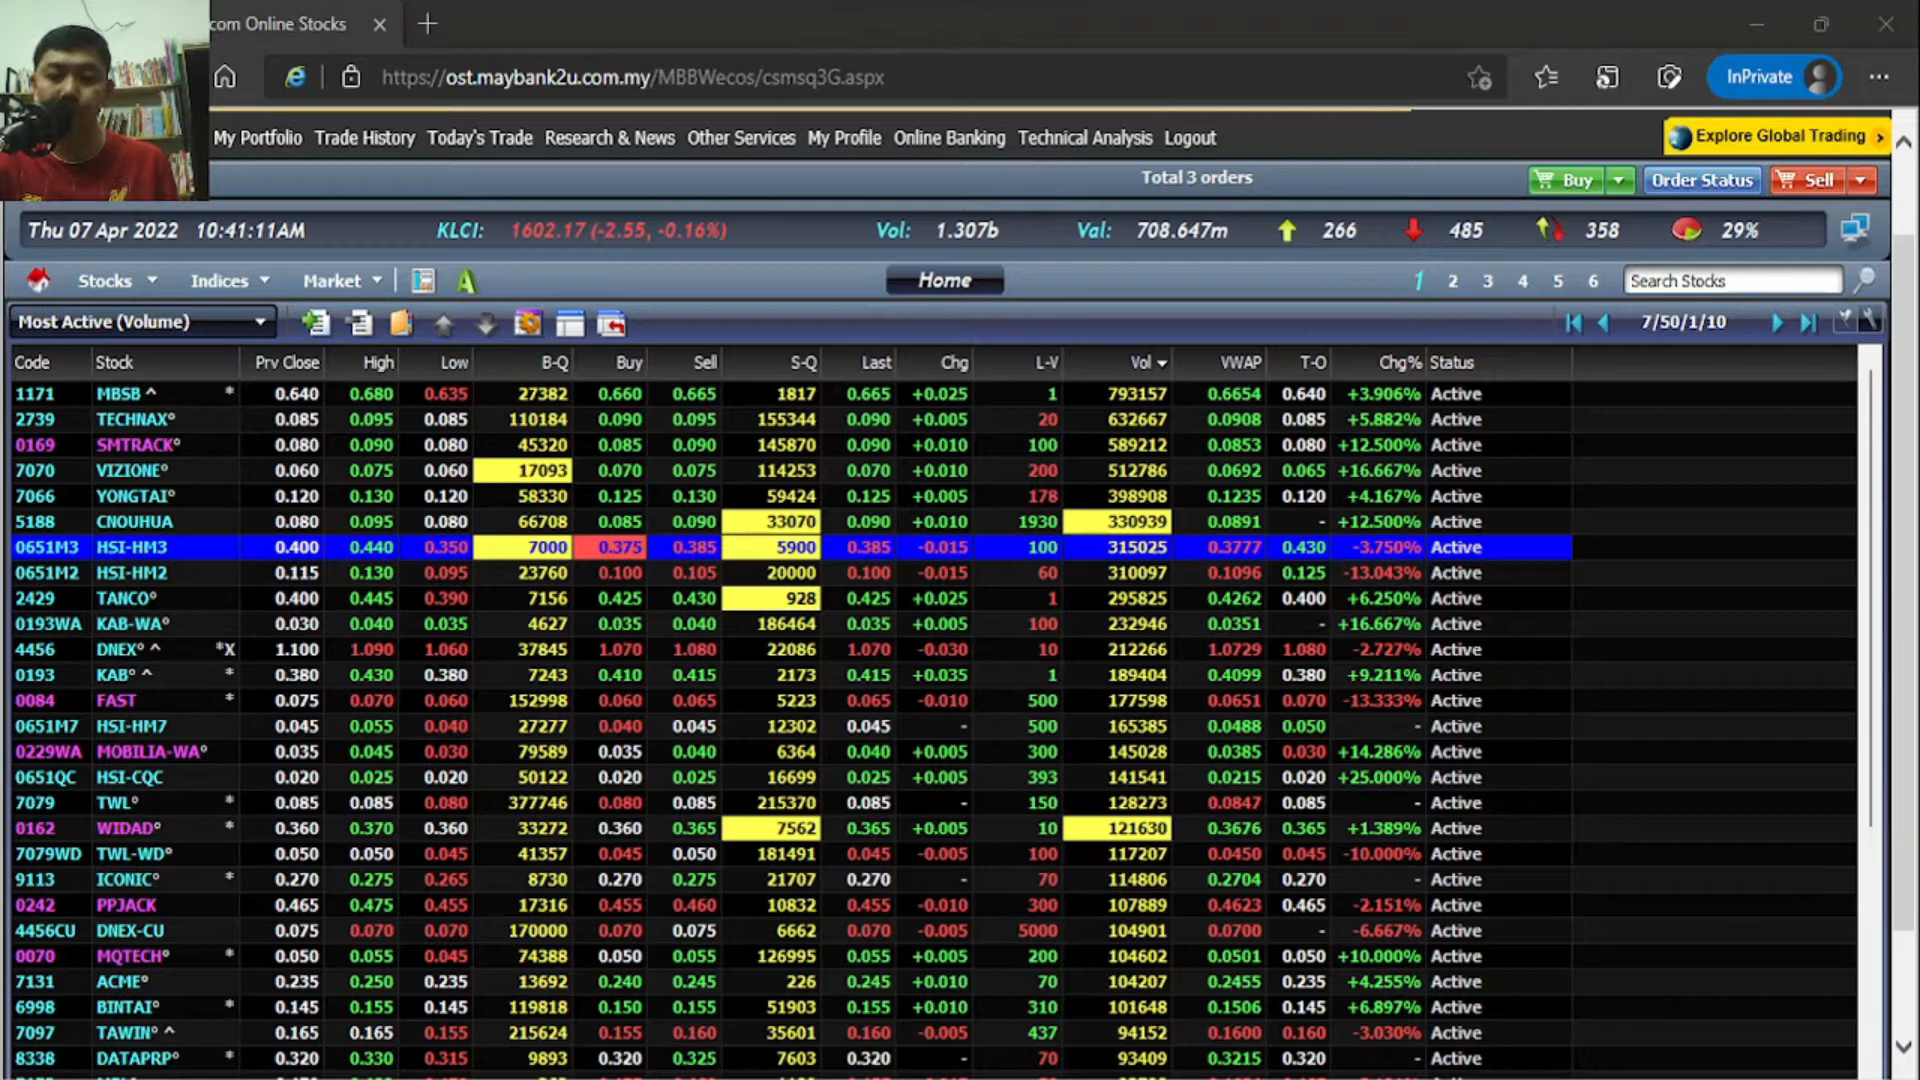 com Online Stocks
https://ost.maybank2u.com.my/MBBWecos/csmsq3G.aspx
InPrivate
My Portfolio Trade History Today's Trade Research & News Other Services My Profile Online Banking Technical Analysis Logout
Explore Global Trading >
Total 3 orders
Buy Order Status Sell
Thu 07 Apr 2022 10:41:11AM KLCI: 1602.17 (-2.55, -0.16%) Vol: 1.307b Val: 708.647m 266 485 358 29%
Stocks Indices Market A Home 1 2 3 4 5 6 Search Stocks
Most Active (Volume) 7/50/1/10
Code Stock Prv Close High Low B-Q Buy Sell S-Q Last Chg L-V Vol VWAP T-O Chg% Status
1171 MBSB ^ * 0.640 0.680 0.635 27382 0.660 0.665 1817 0.665 +0.025 1 793157 0.6654 0.640 +3.906% Active
2739 TECHNAX° 0.085 0.095 0.085 110184 0.090 0.095 155344 0.090 +0.005 20 632667 0.0908 0.085 +5.882% Active
0169 SMTRACK° 0.080 0.090 0.080 45320 0.085 0.090 145870 0.090 +0.010 100 589212 0.0853 0.080 +12.500% Active
7070 VIZIONE° 0.060 0.075 0.060 17093 0.070 0.075 114253 0.070 +0.010 200 512786 0.0692 0.065 +16.667% Active
7066 YONGTAI° 0.120 0.130 0.120 58330 0.125 0.130 59424 0.125 +0.005 178 398908 0.1235 0.120 +4.167% Active
5188 CNOUHUA 0.080 0.095 0.080 66708 0.085 0.090 33070 0.090 +0.010 1930 330939 0.0891 - +12.500% Active
0651M3 HSI-HM3 0.400 0.440 0.350 7000 0.375 0.385 5900 0.385 -0.015 100 315025 0.3777 0.430 -3.750% Active
0651M2 HSI-HM2 0.115 0.130 0.095 23760 0.100 0.105 20000 0.100 -0.015 60 310097 0.1096 0.125 -13.043% Active
2429 TANCO° 0.400 0.445 0.390 7156 0.425 0.430 928 0.425 +0.025 1 295825 0.4262 0.400 +6.250% Active
0193WA KAB-WA° 0.030 0.040 0.035 4627 0.035 0.040 186464 0.035 +0.005 100 232946 0.0351 - +16.667% Active
4456 DNEX° ^ *X 1.100 1.090 1.060 37845 1.070 1.080 22086 1.070 -0.030 10 212266 1.0729 1.080 -2.727% Active
0193 KAB° ^ * 0.380 0.430 0.380 7243 0.410 0.415 2173 0.415 +0.035 1 189404 0.4099 0.380 +9.211% Active
0084 FAST * 0.075 0.070 0.060 152998 0.060 0.065 5223 0.065 -0.010 500 177598 0.0651 0.070 -13.333% Active
0651M7 HSI-HM7 0.045 0.055 0.040 27277 0.040 0.045 12302 0.045 - 500 165385 0.0488 0.050 - Active
0229WA MOBILIA-WA° 0.035 0.045 0.030 79589 0.035 0.040 6364 0.040 +0.005 300 145028 0.0385 0.030 +14.286% Active
0651QC HSI-CQC 0.020 0.025 0.020 50122 0.020 0.025 16699 0.025 +0.005 393 141541 0.0215 0.020 +25.000% Active
7079 TWL° * 0.085 0.085 0.080 377746 0.080 0.085 215370 0.085 - 150 128273 0.0847 0.085 - Active
0162 WIDAD° * 0.360 0.370 0.360 33272 0.360 0.365 7562 0.365 +0.005 10 121630 0.3676 0.365 +1.389% Active
7079WD TWL-WD° 0.050 0.050 0.045 41357 0.045 0.050 181491 0.045 -0.005 100 117207 0.0450 0.045 -10.000% Active
9113 ICONIC° * 0.270 0.275 0.265 8730 0.270 0.275 21707 0.270 - 70 114806 0.2704 0.270 - Active
0242 PPJACK 0.465 0.475 0.455 17316 0.455 0.460 10832 0.455 -0.010 300 107889 0.4623 0.465 -2.151% Active
4456CU DNEX-CU 0.075 0.070 0.070 170000 0.070 0.075 6662 0.070 -0.005 5000 104901 0.0700 - -6.667% Active
0070 MQTECH° * 0.050 0.055 0.045 74388 0.050 0.055 126995 0.055 +0.005 200 104602 0.0501 0.050 +10.000% Active
7131 ACME° 0.235 0.250 0.235 13692 0.240 0.245 226 0.245 +0.010 70 104207 0.2455 0.235 +4.255% Active
6998 BINTAI° * 0.145 0.155 0.145 119818 0.150 0.155 51903 0.155 +0.010 310 101648 0.1506 0.145 +6.897% Active
7097 TAWIN° ^ 0.165 0.165 0.155 215624 0.155 0.160 35601 0.160 -0.005 437 94152 0.1600 0.160 -3.030% Active
8338 DATAPRP° * 0.320 0.330 0.315 9893 0.320 0.325 7603 0.320 - 70 93409 0.3215 0.320 - Active